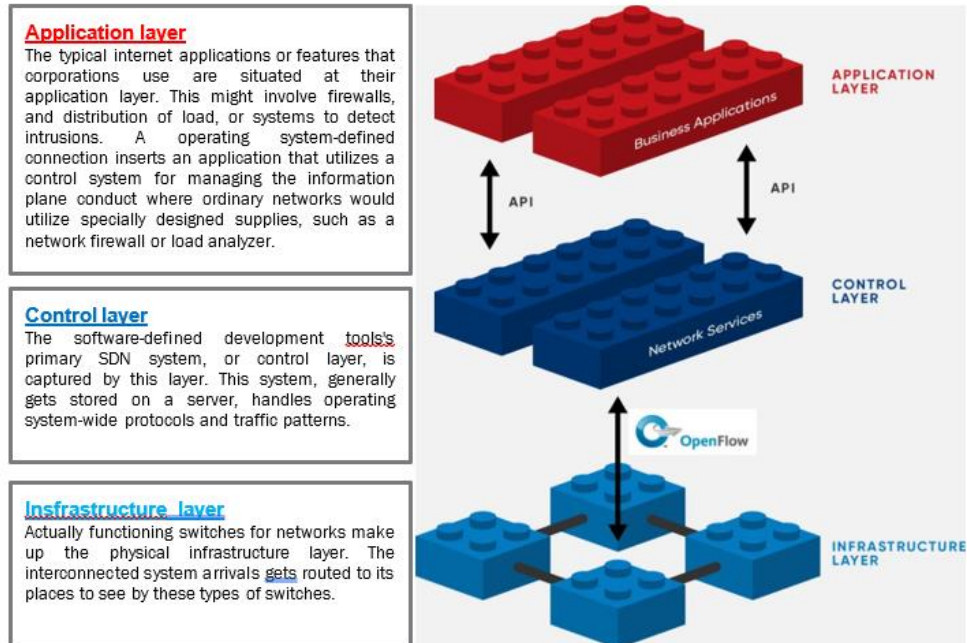 Application layer
The typical internet applications or features that
corporations use are situated at their
application layer. This might involve firewalls,
and distribution of load, or systems to detect
intrusions. A operating system-defined
connection inserts an application that utilizes a
control system for managing the information
plane conduct where ordinary networks would
utilize specially designed supplies, such as a
network firewall or load analyzer.
Control layer
The software-defined development tools's
primary SDN system, or control layer, is
captured by this layer. This system, generally
gets stored on a server, handles operating
system-wide protocols and traffic patterns.
Insfrastructure layer
Actually functioning switches for networks make
up the physical infrastructure layer. The
interconnected system arrivals gets routed to its
places to see by these types of switches.
Business Applications
APPLICATION
LAYER
API
API
Network Services
CONTROL
LAYER
OpenFlow
INFRASTRUCTURE
LAYER